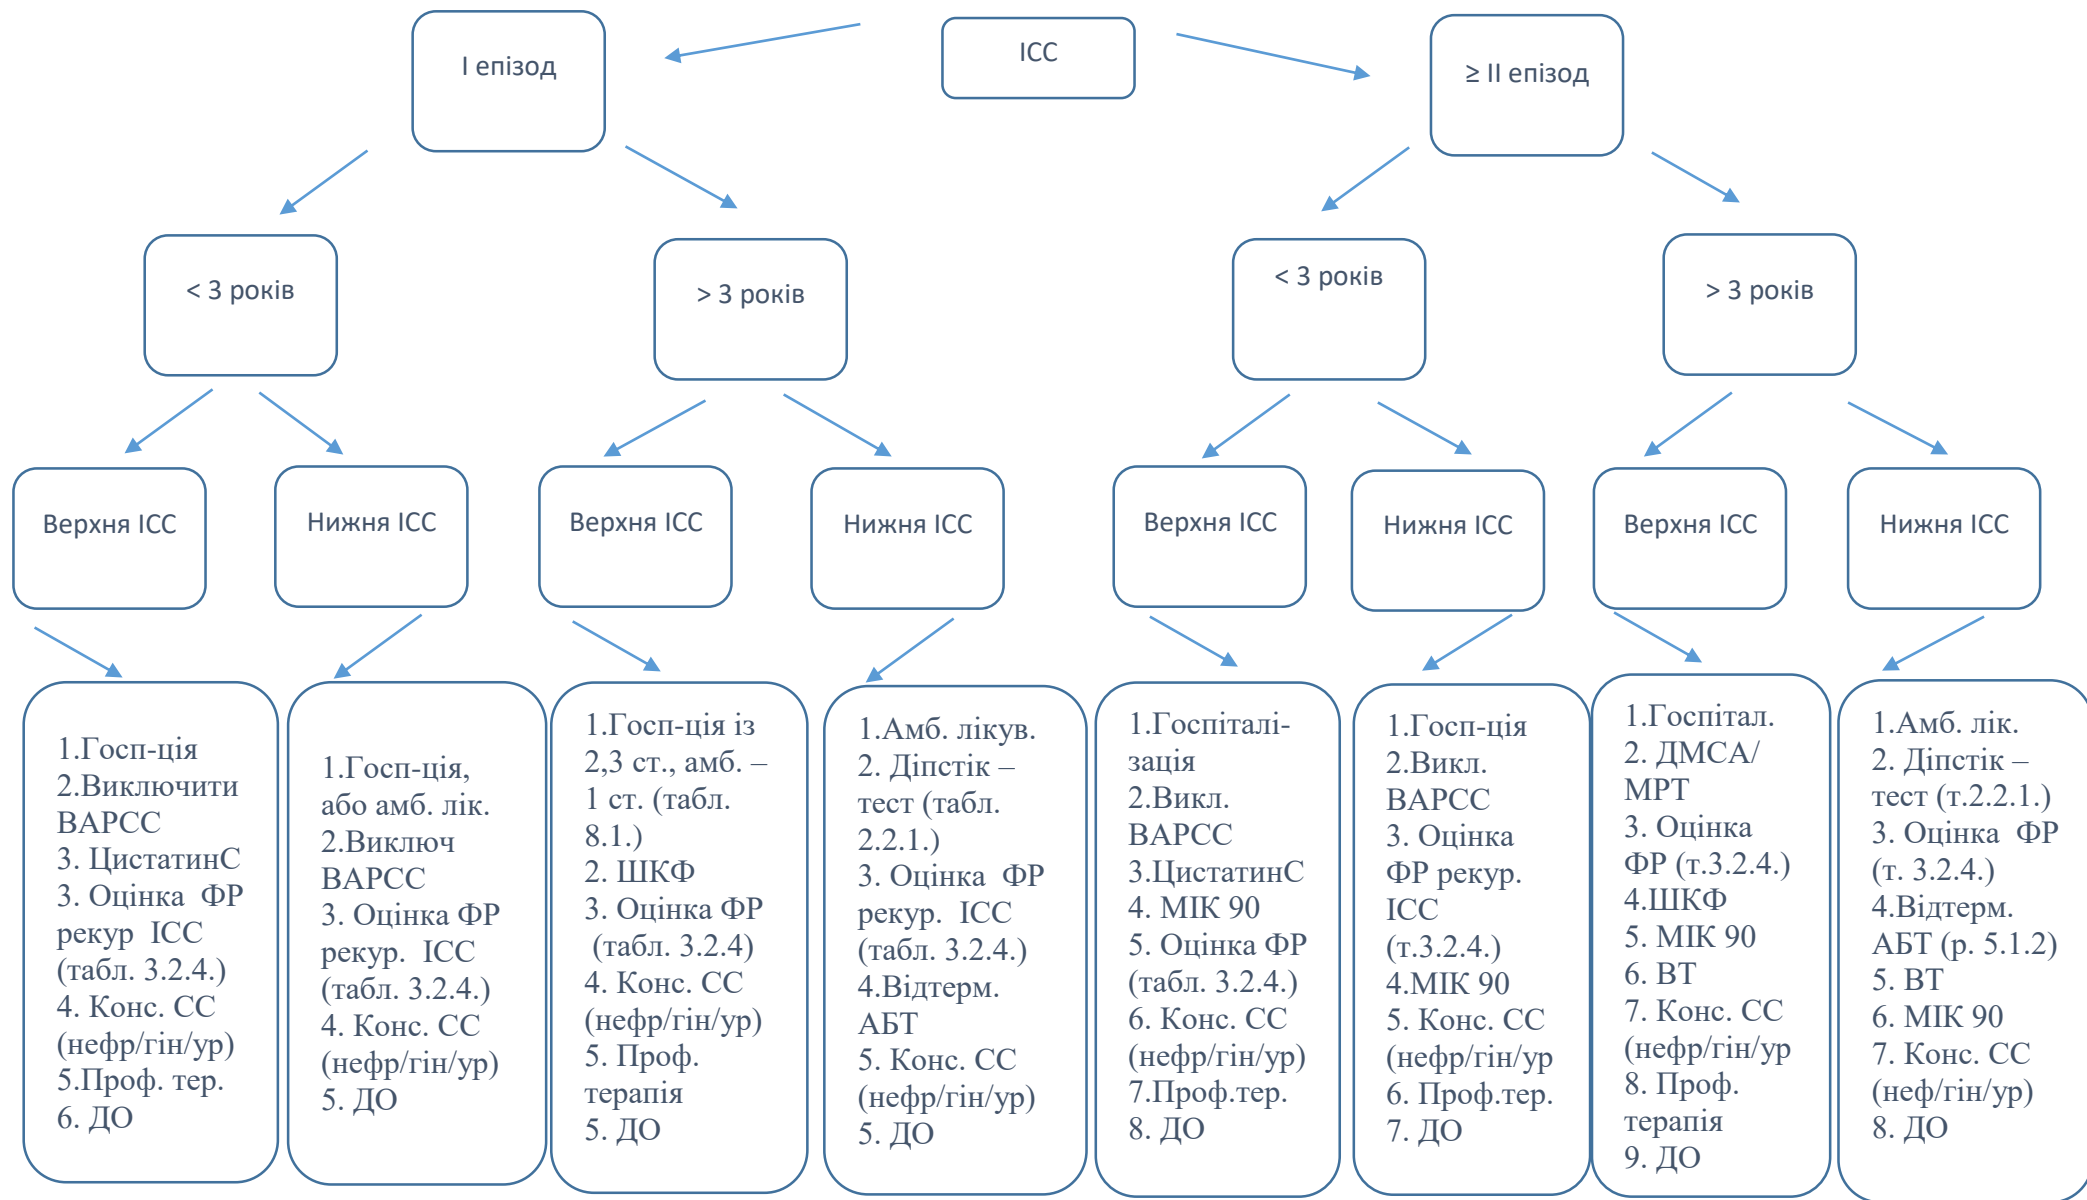 І епізод
ІСС
≥ ІІ епізод
< 3 років
> 3 років
< 3 років
> 3 років
Верхня ІСС
Нижня ІСС
Верхня ІСС
Нижня ІСС
Верхня ІСС
Нижня ІСС
Верхня ІСС
Нижня ІСС
1.Госп-ція
2.Виключити
ВАРСС
3. ЦистатинС
3. Оцінка ФР
рекур ІСС
(табл. 3.2.4.)
4. Конс. СС
(нефр/гін/ур)
5.Проф. тер.
6. ДО
1.Госп-ція,
або амб. лік.
2.Виключ
ВАРСС
3. Оцінка ФР
рекур. ІСС
(табл. 3.2.4.)
4. Конс. СС
(нефр/гін/ур)
5. ДО
1.Госп-ція із
2,3 ст., амб. –
1 ст. (табл.
8.1.)
2. ШКФ
3. Оцінка ФР
(табл. 3.2.4)
4. Конс. СС
(нефр/гін/ур)
5. Проф.
терапія
5. ДО
1.Амб. лікув.
2. Діпстік –
тест (табл.
2.2.1.)
3. Оцінка ФР
рекур. ІСС
(табл. 3.2.4.)
4.Відтерм.
АБТ
5. Конс. СС
(нефр/гін/ур)
5. ДО
1.Госпіталі-
зація
2.Викл.
ВАРСС
3.ЦистатинС
4. МІК 90
5. Оцінка ФР
(табл. 3.2.4.)
6. Конс. СС
(нефр/гін/ур)
7.Проф.тер.
8. ДО
1.Госп-ція
2.Викл.
ВАРСС
3. Оцінка
ФР рекур.
ІСС
(т.3.2.4.)
4.МІК 90
5. Конс. СС
(нефр/гін/ур
6. Проф.тер.
7. ДО
1.Госпітал.
2. ДМСА/
МРТ
3. Оцінка
ФР (т.3.2.4.)
4.ШКФ
5. МІК 90
6. ВТ
7. Конс. СС
(нефр/гін/ур
8. Проф.
терапія
9. ДО
1.Амб. лік.
2. Діпстік –
тест (т.2.2.1.)
3. Оцінка ФР
(т. 3.2.4.)
4.Відтерм.
АБТ (р. 5.1.2)
5. ВТ
6. МІК 90
7. Конс. СС
(неф/гін/ур)
8. ДО